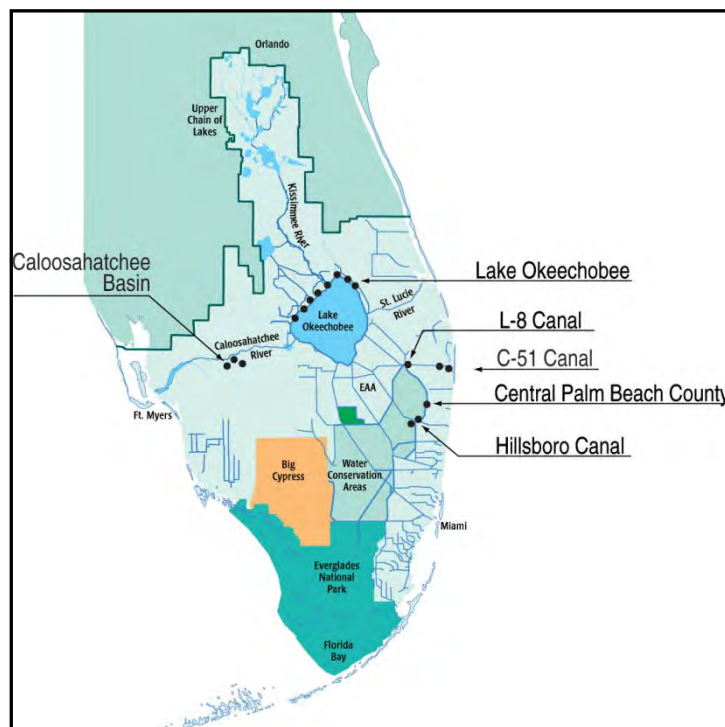 Orlando
Upper
Chain of
Lakes
Kissimmee River
Caloosahatchee
Basin
Lake Okeechobee
St. Lucie
River
Lake
Okeechobee
L-8 Canal
Caloosahatchee
River
C-51 Canal
EAA
Central Palm Beach County
Ft. Myers
Hillsboro Canal
Big
Cypress
Water
Conservation
Areas
Miami
Everglades
National
Park
Florida
Bay